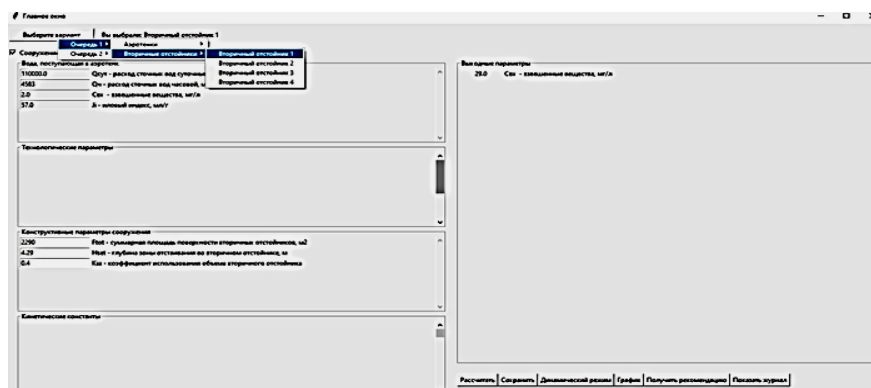 Главное окно
Выберите вариант Вы выбрали: Вторичный отстойник 1
Очередь 1 Аэротенки
Сооружения Очередь 2 Вторичные отстойники Вторичный отстойник 1
Вторичный отстойник 2
Вторичный отстойник 3
Вторичный отстойник 4
Вода, поступающая в аэротенк
110000.0 Qсут - расход сточных вод суточный
4583 Qч - расход сточных вод часовой, м
2.0 Свх - взвешенные вещества, мг/л
57.0 Ji - иловый индекс, мл/г
Технологические параметры
Конструктивные параметры сооружения
2290 Ftot - суммарная площадь поверхности вторичных отстойников, м2
4.29 Hset - глубина зоны отстаивания во вторичном отстойнике, м
0.4 Kss - коэффициент использования объема вторичного отстойника
Кинетические константы
Выходные параметры
29.0 Сех - взвешенные вещества, мг/л
Рассчитать Сохранить Динамический режим График Получить рекомендацию Показать журнал